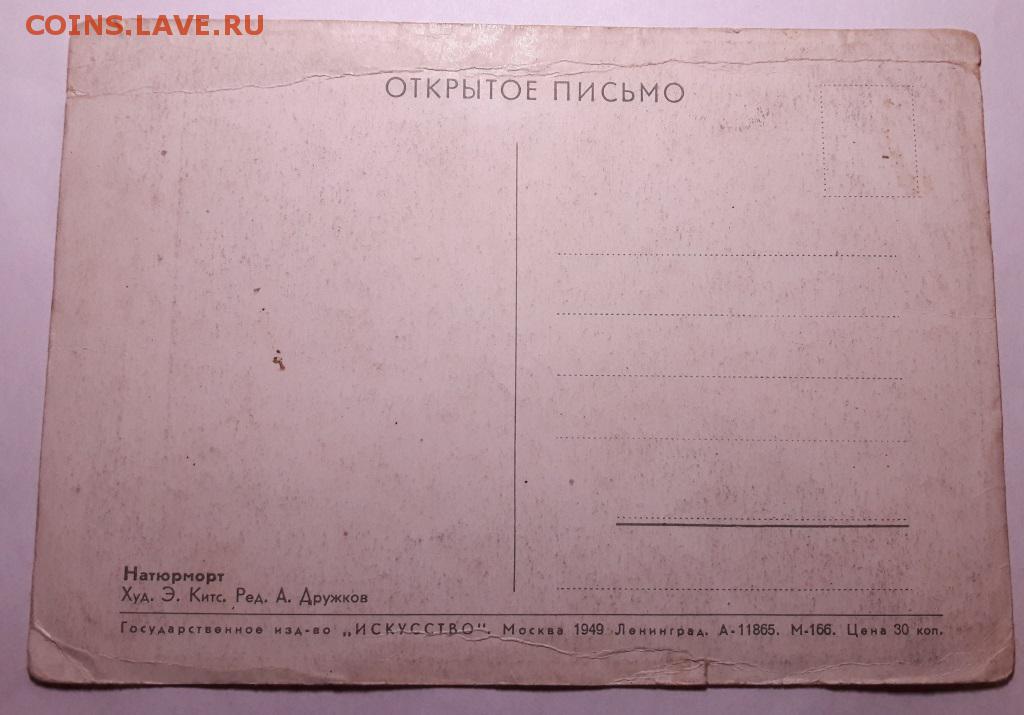 COINS.LAVE.RU
ОТКРЫТОЕ ПИСЬМО
Натюрморт
Худ. Э. Китс. Ред. А. Дружков
Государственное изд-во „ИСКУССТВО". Москва 1949 Ленинград. А-11865. М-166. Цена 30 коп.